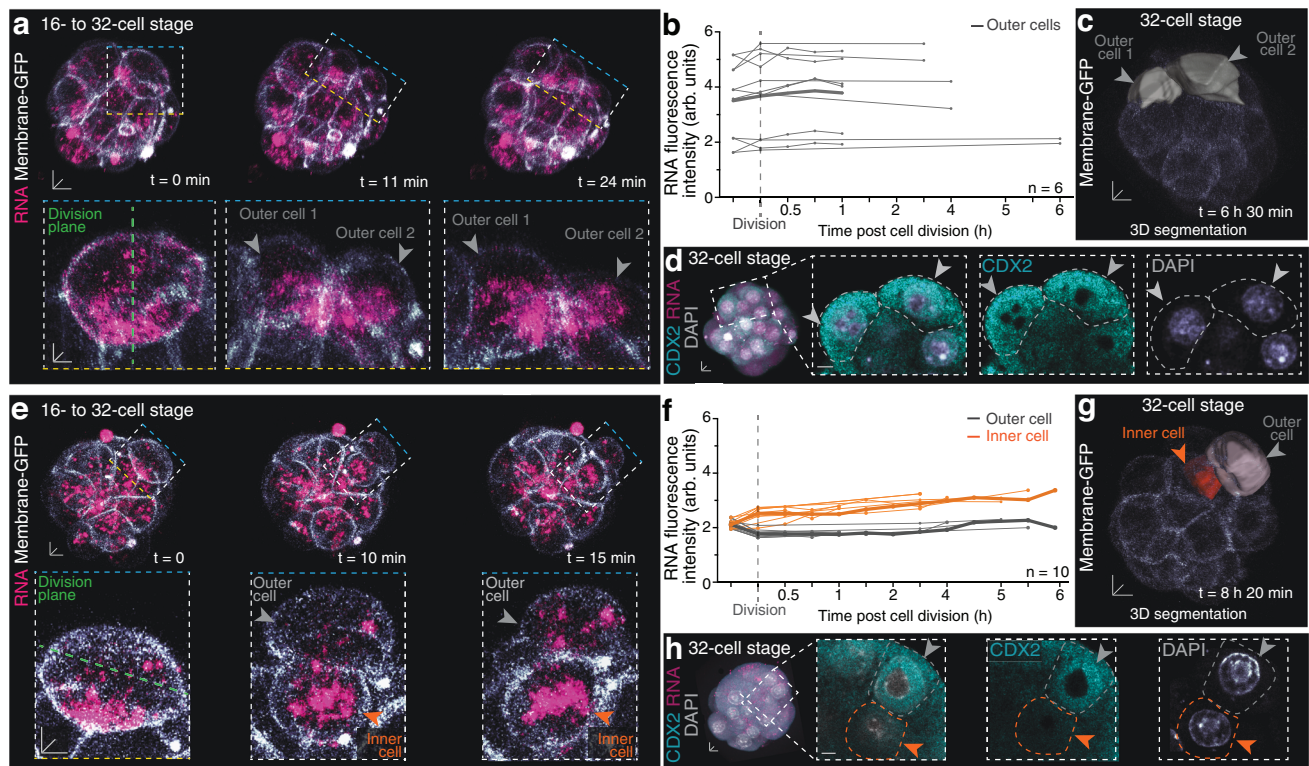 a 16- to 32-cell stage
RNA Membrane-GFP
t = 0 min
t = 11 min
t = 24 min
Division
plane
Outer cell 1
Outer cell 2
Outer cell 1
Outer cell 2
b
Outer cells
RNA fluorescence
intensity (arb. units)
6
4
2
0
n = 6
0.5 1 2 4 5 6
Division
Time post cell division (h)
c 32-cell stage
Outer
cell 1
Outer
cell 2
Membrane-GFP
t = 6 h 30 min
3D segmentation
d 32-cell stage
CDX2 RNA
DAPI
CDX2
DAPI
e 16- to 32-cell stage
RNA Membrane-GFP
t = 0
t = 10 min
t = 15 min
Division
plane
Outer
cell
Inner
cell
Outer
cell
Inner
cell
f
Outer cell
Inner cell
RNA fluorescence
intensity (arb. units)
6
4
2
0
n = 10
0.5 1 2 4 5 6
Division
Time post cell division (h)
g 32-cell stage
Inner cell
Outer
cell
Membrane-GFP
t = 8 h 20 min
3D segmentation
h 32-cell stage
CDX2 RNA
DAPI
CDX2
DAPI